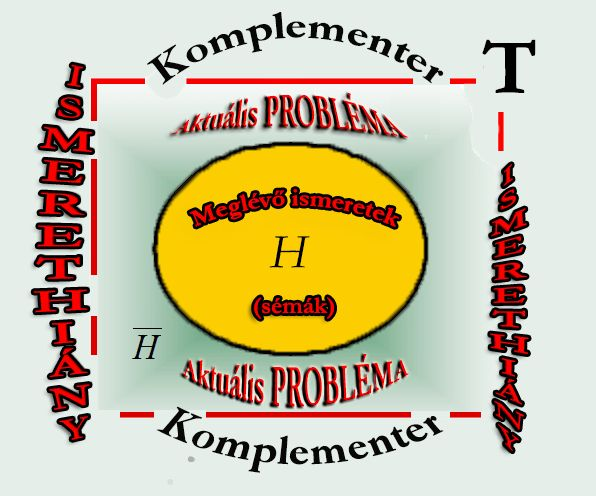 Komplementer
T
ISMERETHIÁNY
Aktuális PROBLÉMA
ISMERETHIÁNY
Meglévő ismeretek
H
(sémák)
H̅
Aktuális PROBLÉMA
Komplementer